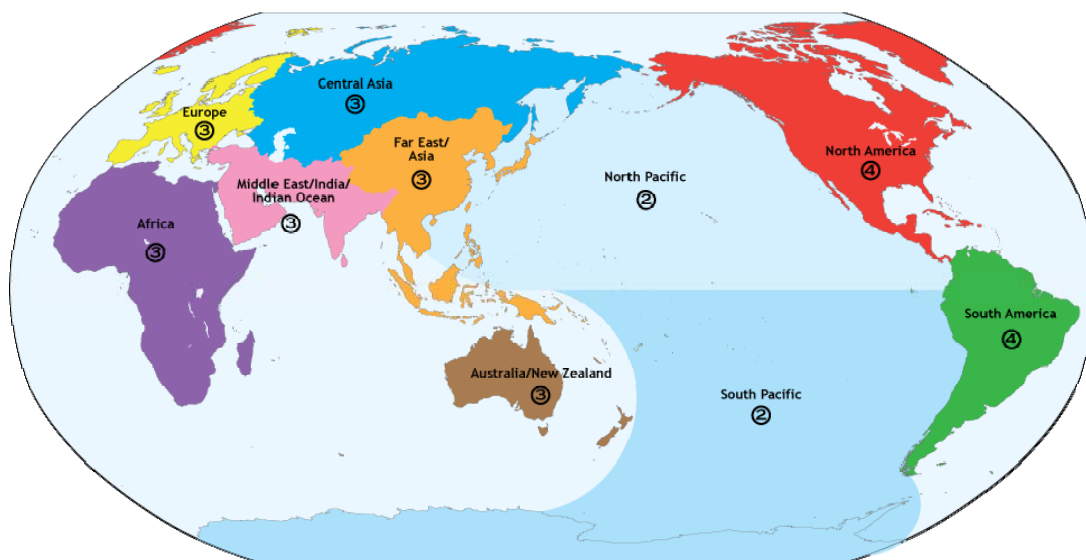 Central Asia
③
Europe
③
Far East/
Asia
③
North America
④
Middle East/India/
Indian Ocean
③
North Pacific
②
Africa
③
South America
④
Australia/New Zealand
③
South Pacific
②